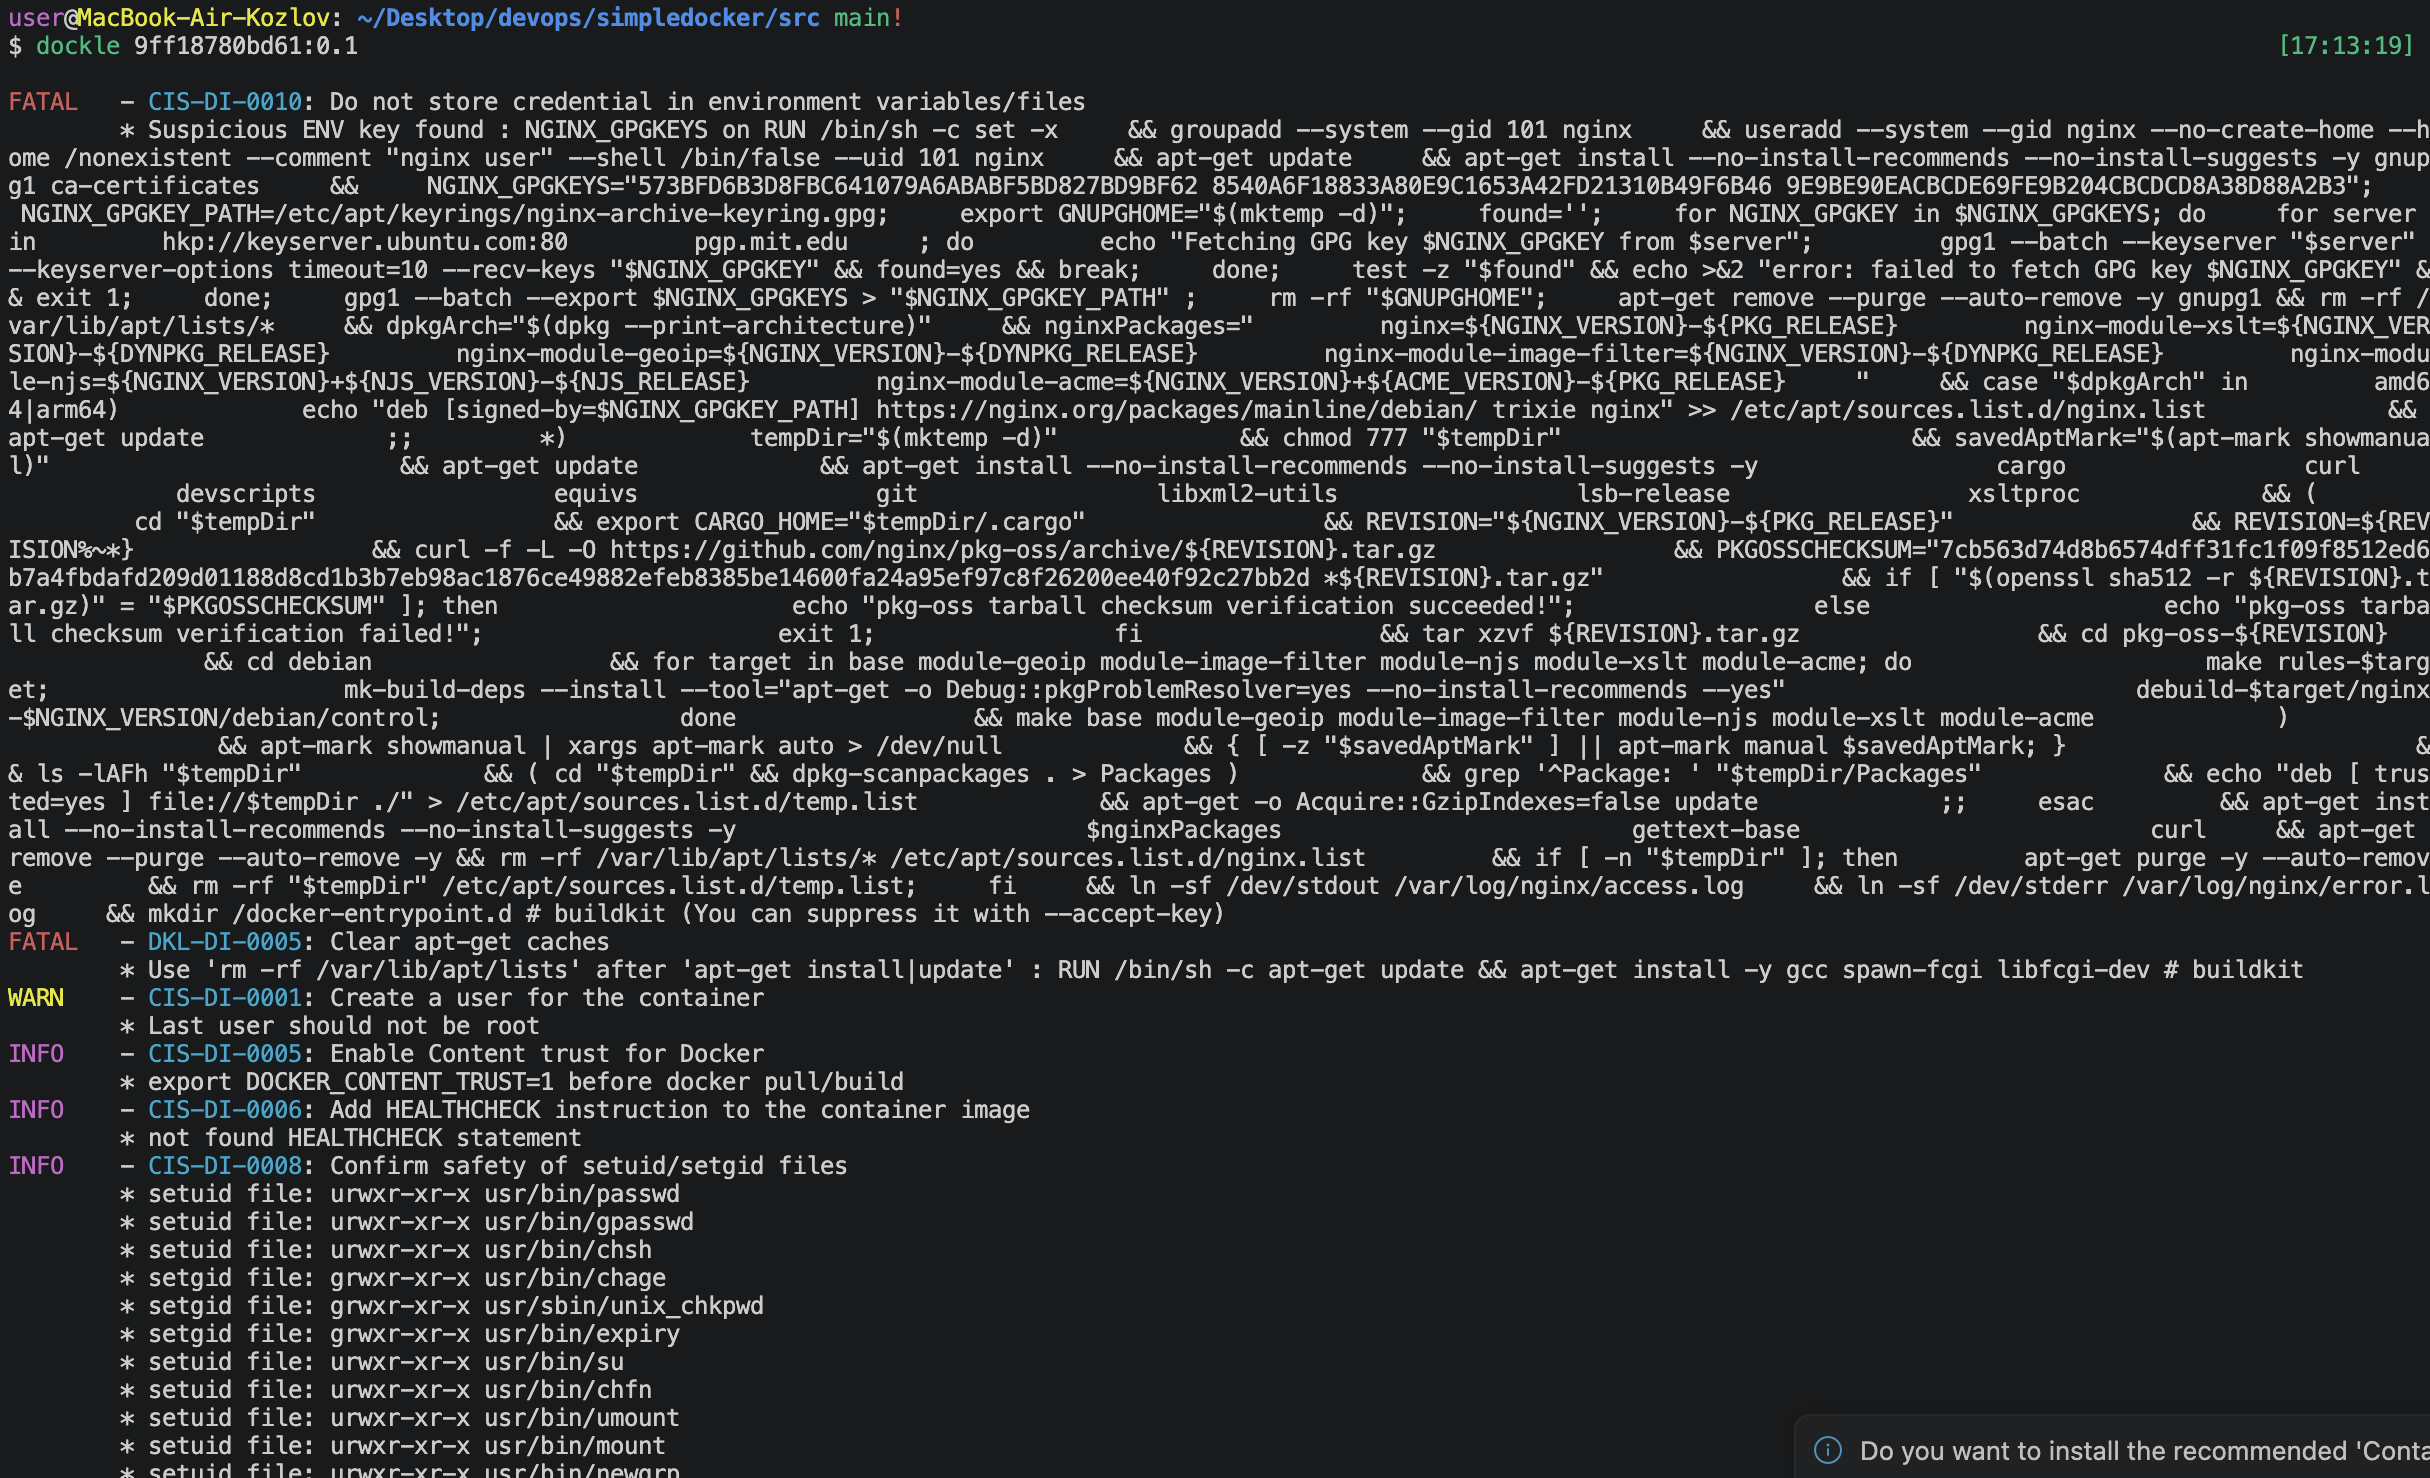 user@MacBook-Air-Kozlov: ~/Desktop/devops/simpledocker/src main!
$ dockle 9ff18780bd61:0.1 [17:13:19]
FATAL - CIS-DI-0010: Do not store credential in environment variables/files
* Suspicious ENV key found : NGINX_GPGKEYS on RUN /bin/sh -c set -x && groupadd --system --gid 101 nginx && useradd --system --gid nginx --no-create-home --h
ome /nonexistent --comment "nginx user" --shell /bin/false --uid 101 nginx && apt-get update && apt-get install --no-install-recommends --no-install-suggests -y gnup
g1 ca-certificates && NGINX_GPGKEYS="573BFD6B3D8FBC641079A6ABABF5BD827BD9BF62 8540A6F18833A80E9C1653A42FD21310B49F6B46 9E9BE90EACBCDE69FE9B204CBCDCD8A38D88A2B3";
NGINX_GPGKEY_PATH=/etc/apt/keyrings/nginx-archive-keyring.gpg; export GNUPGHOME="$(mktemp -d)"; found=''; for NGINX_GPGKEY in $NGINX_GPGKEYS; do for server
in hkp://keyserver.ubuntu.com:80 pgp.mit.edu ; do echo "Fetching GPG key $NGINX_GPGKEY from $server"; gpg1 --batch --keyserver "$server"
--keyserver-options timeout=10 --recv-keys "$NGINX_GPGKEY" && found=yes && break; done; test -z "$found" && echo >&2 "error: failed to fetch GPG key $NGINX_GPGKEY" &
& exit 1; done; gpg1 --batch --export $NGINX_GPGKEYS > "$NGINX_GPGKEY_PATH" ; rm -rf "$GNUPGHOME"; apt-get remove --purge --auto-remove -y gnupg1 && rm -rf /
var/lib/apt/lists/* && dpkgArch="$(dpkg --print-architecture)" && nginxPackages=" nginx=${NGINX_VERSION}-${PKG_RELEASE} nginx-module-xslt=${NGINX_VER
SION}-${DYNPKG_RELEASE} nginx-module-geoip=${NGINX_VERSION}-${DYNPKG_RELEASE} nginx-module-image-filter=${NGINX_VERSION}-${DYNPKG_RELEASE} nginx-modu
le-njs=${NGINX_VERSION}+${NJS_VERSION}-${NJS_RELEASE} nginx-module-acme=${NGINX_VERSION}+${ACME_VERSION}-${PKG_RELEASE} " && case "$dpkgArch" in amd6
4|arm64) echo "deb [signed-by=$NGINX_GPGKEY_PATH] https://nginx.org/packages/mainline/debian/ trixie nginx" >> /etc/apt/sources.list.d/nginx.list &&
apt-get update ;; *) tempDir="$(mktemp -d)" && chmod 777 "$tempDir" && savedAptMark="$(apt-mark showmanua
l)" && apt-get update && apt-get install --no-install-recommends --no-install-suggests -y cargo curl
devscripts equivs git libxml2-utils lsb-release xsltproc && (
cd "$tempDir" && export CARGO_HOME="$tempDir/.cargo" && REVISION="${NGINX_VERSION}-${PKG_RELEASE}" && REVISION=${REV
ISION%~*} && curl -f -L -O https://github.com/nginx/pkg-oss/archive/${REVISION}.tar.gz && PKGOSSCHECKSUM="7cb563d74d8b6574dff31fc1f09f8512ed6
b7a4fbdafd209d01188d8cd1b3b7eb98ac1876ce49882efeb8385be14600fa24a95ef97c8f26200ee40f92c27bb2d *${REVISION}.tar.gz" && if [ "$(openssl sha512 -r ${REVISION}.t
ar.gz)" = "$PKGOSSCHECKSUM" ]; then echo "pkg-oss tarball checksum verification succeeded!"; else echo "pkg-oss tarba
ll checksum verification failed!"; exit 1; fi && tar xzvf ${REVISION}.tar.gz && cd pkg-oss-${REVISION}
&& cd debian && for target in base module-geoip module-image-filter module-njs module-xslt module-acme; do make rules-$targ
et; mk-build-deps --install --tool="apt-get -o Debug::pkgProblemResolver=yes --no-install-recommends --yes" debuild-$target/nginx
-$NGINX_VERSION/debian/control; done && make base module-geoip module-image-filter module-njs module-xslt module-acme )
&& apt-mark showmanual | xargs apt-mark auto > /dev/null && { [ -z "$savedAptMark" ] || apt-mark manual $savedAptMark; } &
& ls -lAFh "$tempDir" && ( cd "$tempDir" && dpkg-scanpackages . > Packages ) && grep '^Package: ' "$tempDir/Packages" && echo "deb [ trus
ted=yes ] file://$tempDir ./" > /etc/apt/sources.list.d/temp.list && apt-get -o Acquire::GzipIndexes=false update ;; esac && apt-get inst
all --no-install-recommends --no-install-suggests -y $nginxPackages gettext-base curl && apt-get
remove --purge --auto-remove -y && rm -rf /var/lib/apt/lists/* /etc/apt/sources.list.d/nginx.list && if [ -n "$tempDir" ]; then apt-get purge -y --auto-remov
e && rm -rf "$tempDir" /etc/apt/sources.list.d/temp.list; fi && ln -sf /dev/stdout /var/log/nginx/access.log && ln -sf /dev/stderr /var/log/nginx/error.l
og && mkdir /docker-entrypoint.d # buildkit (You can suppress it with --accept-key)
FATAL - DKL-DI-0005: Clear apt-get caches
* Use 'rm -rf /var/lib/apt/lists' after 'apt-get install|update' : RUN /bin/sh -c apt-get update && apt-get install -y gcc spawn-fcgi libfcgi-dev # buildkit
WARN - CIS-DI-0001: Create a user for the container
* Last user should not be root
INFO - CIS-DI-0005: Enable Content trust for Docker
* export DOCKER_CONTENT_TRUST=1 before docker pull/build
INFO - CIS-DI-0006: Add HEALTHCHECK instruction to the container image
* not found HEALTHCHECK statement
INFO - CIS-DI-0008: Confirm safety of setuid/setgid files
* setuid file: urwxr-xr-x usr/bin/passwd
* setuid file: urwxr-xr-x usr/bin/gpasswd
* setuid file: urwxr-xr-x usr/bin/chsh
* setgid file: grwxr-xr-x usr/bin/chage
* setgid file: grwxr-xr-x usr/sbin/unix_chkpwd
* setgid file: grwxr-xr-x usr/bin/expiry
* setuid file: urwxr-xr-x usr/bin/su
* setuid file: urwxr-xr-x usr/bin/chfn
* setuid file: urwxr-xr-x usr/bin/umount
* setuid file: urwxr-xr-x usr/bin/mount
* setuid file: urwxr-xr-x usr/bin/newgrp
Do you want to install the recommended 'Conta